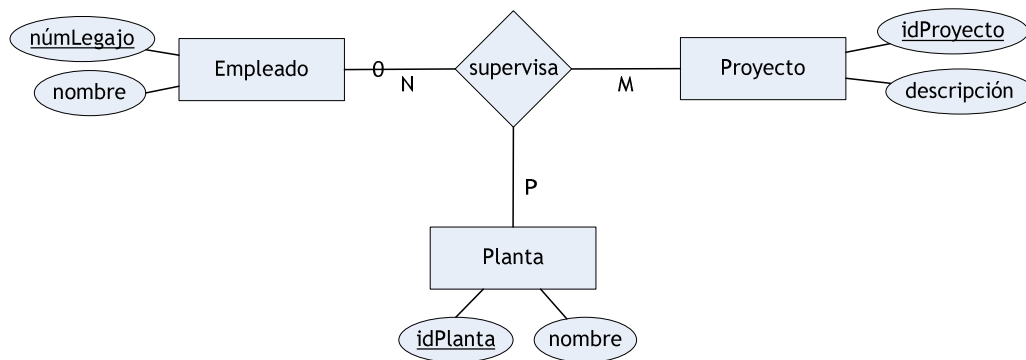 númLegajo
nombre
Empleado
0
N
supervisa
M
Proyecto
idProyecto
descripción
P
Planta
idPlanta
nombre